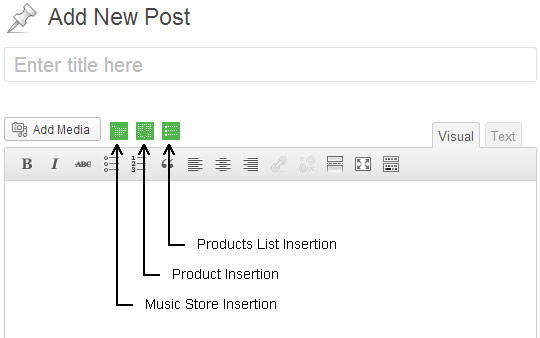 Add New Post
Enter title here
Add Media
Visual Text
B I ABC
Products List Insertion
Product Insertion
Music Store Insertion